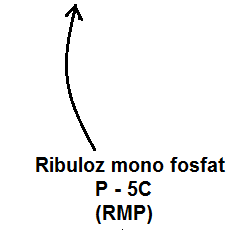 Ribuloz mono fosfat
P - 5C
(RMP)